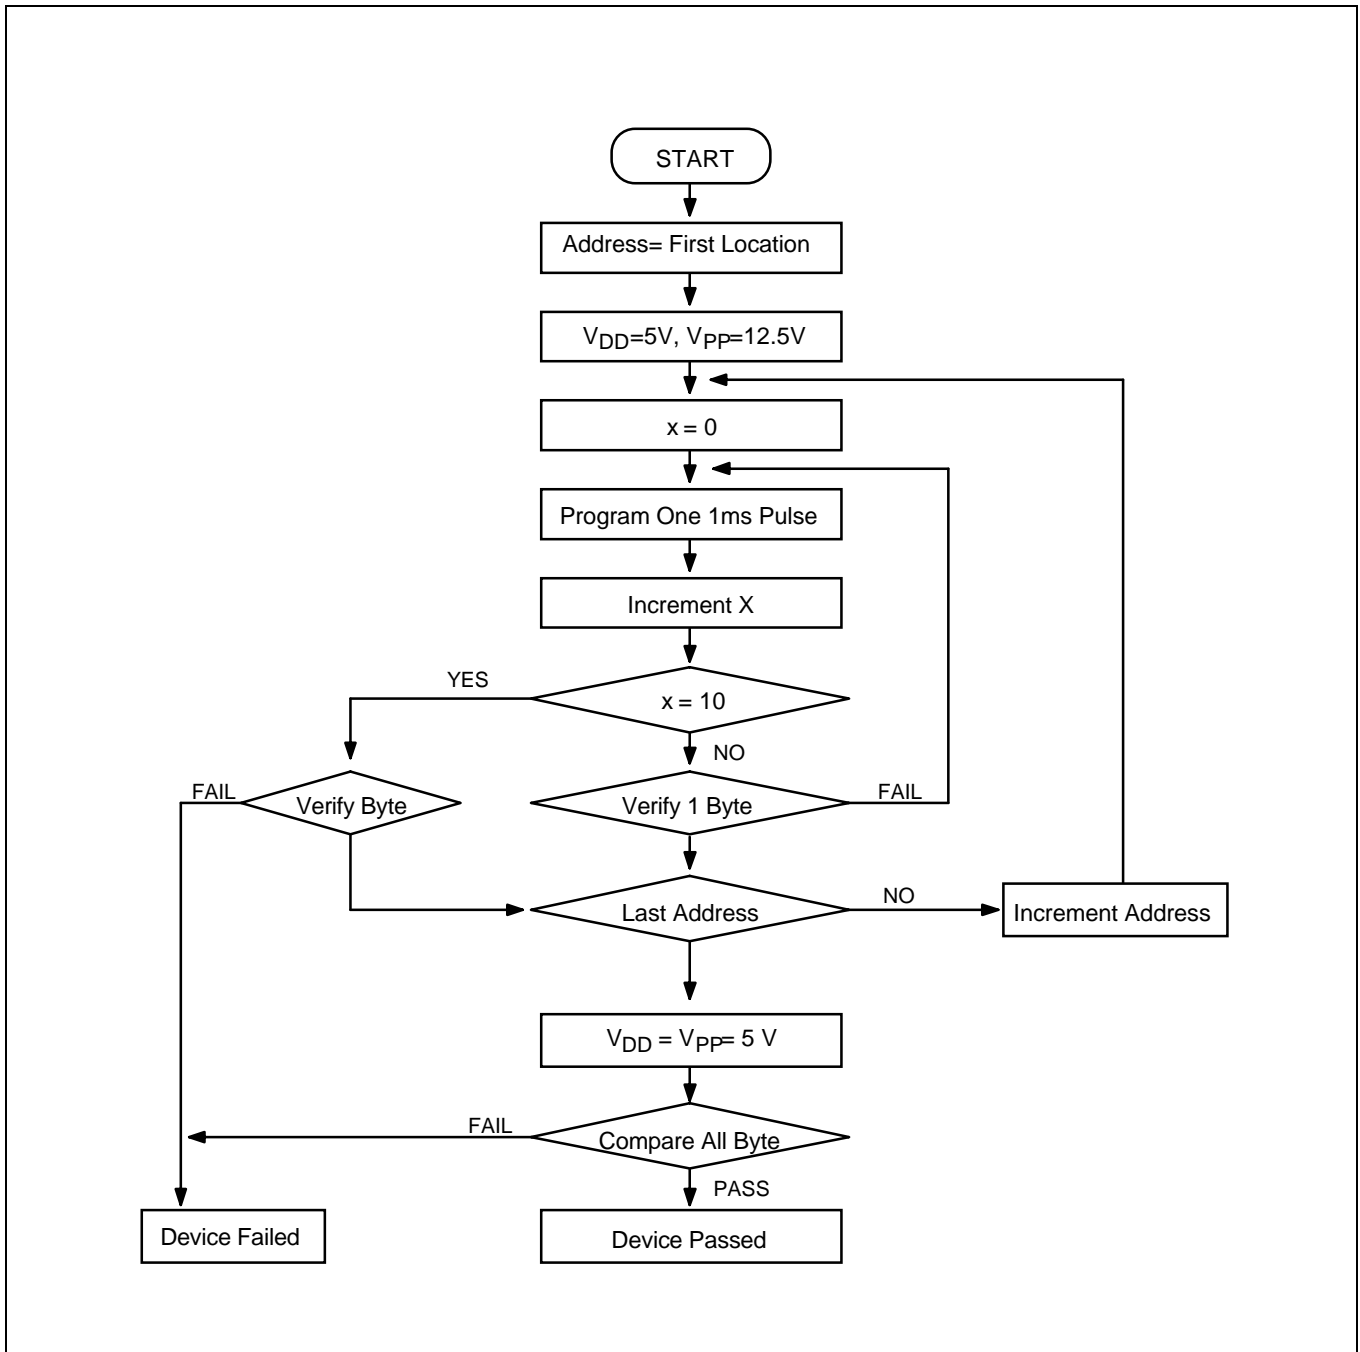 START
Address= First Location
VDD=5V, VPP=12.5V
x = 0
Program One 1ms Pulse
Increment X
YES
x = 10
NO
FAIL
Verify Byte
Verify 1 Byte
FAIL
Last Address
NO
Increment Address
VDD = VPP= 5 V
FAIL
Compare All Byte
PASS
Device Failed
Device Passed